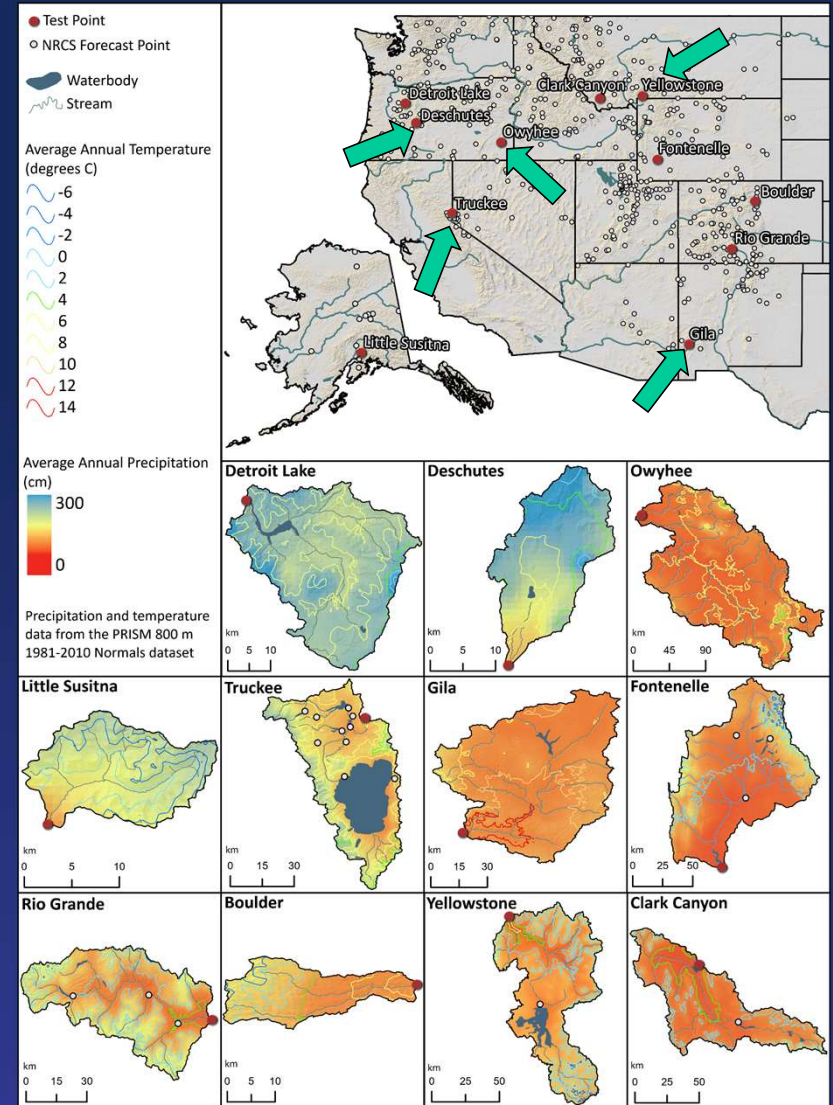 Test Point
NRCS Forecast Point
Waterbody
Stream
Average Annual Temperature
(degrees C)
-6
-4
-2
0
2
4
6
8
10
12
14
Average Annual Precipitation
(cm)
300
0
Precipitation and temperature
data from the PRISM 800 m
1981-2010 Normals dataset
Detroit Lake
Deschutes
Owyhee
Clark Canyon
Yellowstone
Fontenelle
Truckee
Boulder
Rio Grande
Gila
Little Susitna
Detroit Lake
km
0 5 10
Deschutes
km
0 5 10
Owyhee
km
0 45 90
Little Susitna
km
0 5 10
Truckee
km
0 15 30
Gila
km
0 15 30
Fontenelle
km
0 25 50
Rio Grande
km
0 15 30
Boulder
km
0 5 10
Yellowstone
km
0 25 50
Clark Canyon
km
0 25 50